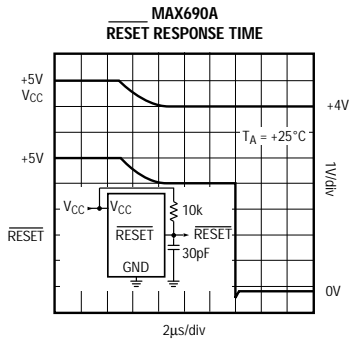 MAX690A
RESET RESPONSE TIME
+5V
VCC
+4V
TA = +25°C
+5V
1V/div
VCC
VCC
10k
RESET
RESET
RESET
30pF
GND
0V
2µs/div